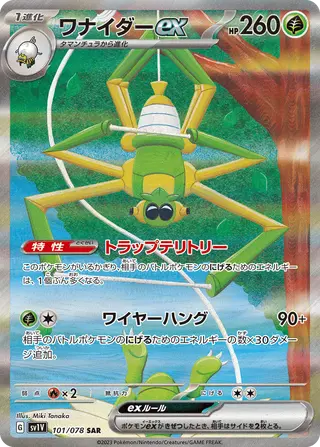 1進化 ワナイダーex HP260
タマンチュラから進化
特性 とくせい トラップテリトリー
このポケモンがいるかぎり、相手のバトルポケモンのにげるためのエネルギーは、1個ぶん多くなる。
ワイヤーハング 90+
相手のバトルポケモンのにげるためのエネルギーの数×30ダメージ追加。
弱点 ×2 抵抗力 にげる
exルール
ポケモンexがきぜつしたとき、相手はサイドを2枚とる。
Illus. Miki Tanaka
G sv1V 101/078 SAR
©2023 Pokémon/Nintendo/Creatures/GAME FREAK.